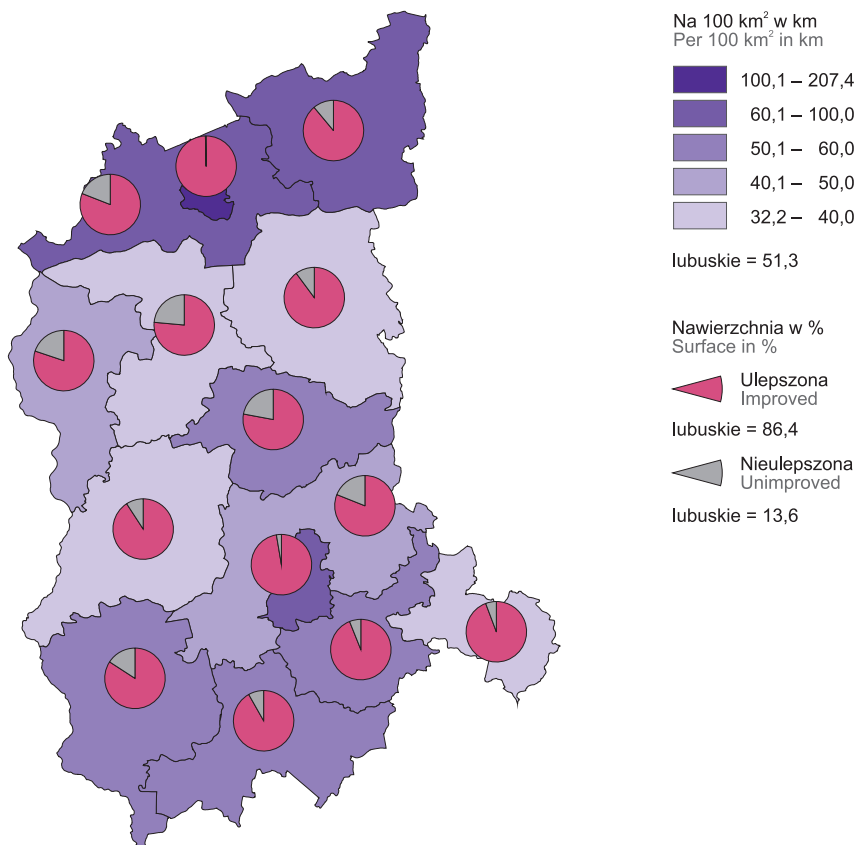 Na 100 km² w km
Per 100 km² in km
100,1 – 207,4
60,1 – 100,0
50,1 – 60,0
40,1 – 50,0
32,2 – 40,0
lubuskie = 51,3
Nawierzchnia w %
Surface in %
Ulepszona
Improved
lubuskie = 86,4
Nieulepszona
Unimproved
lubuskie = 13,6